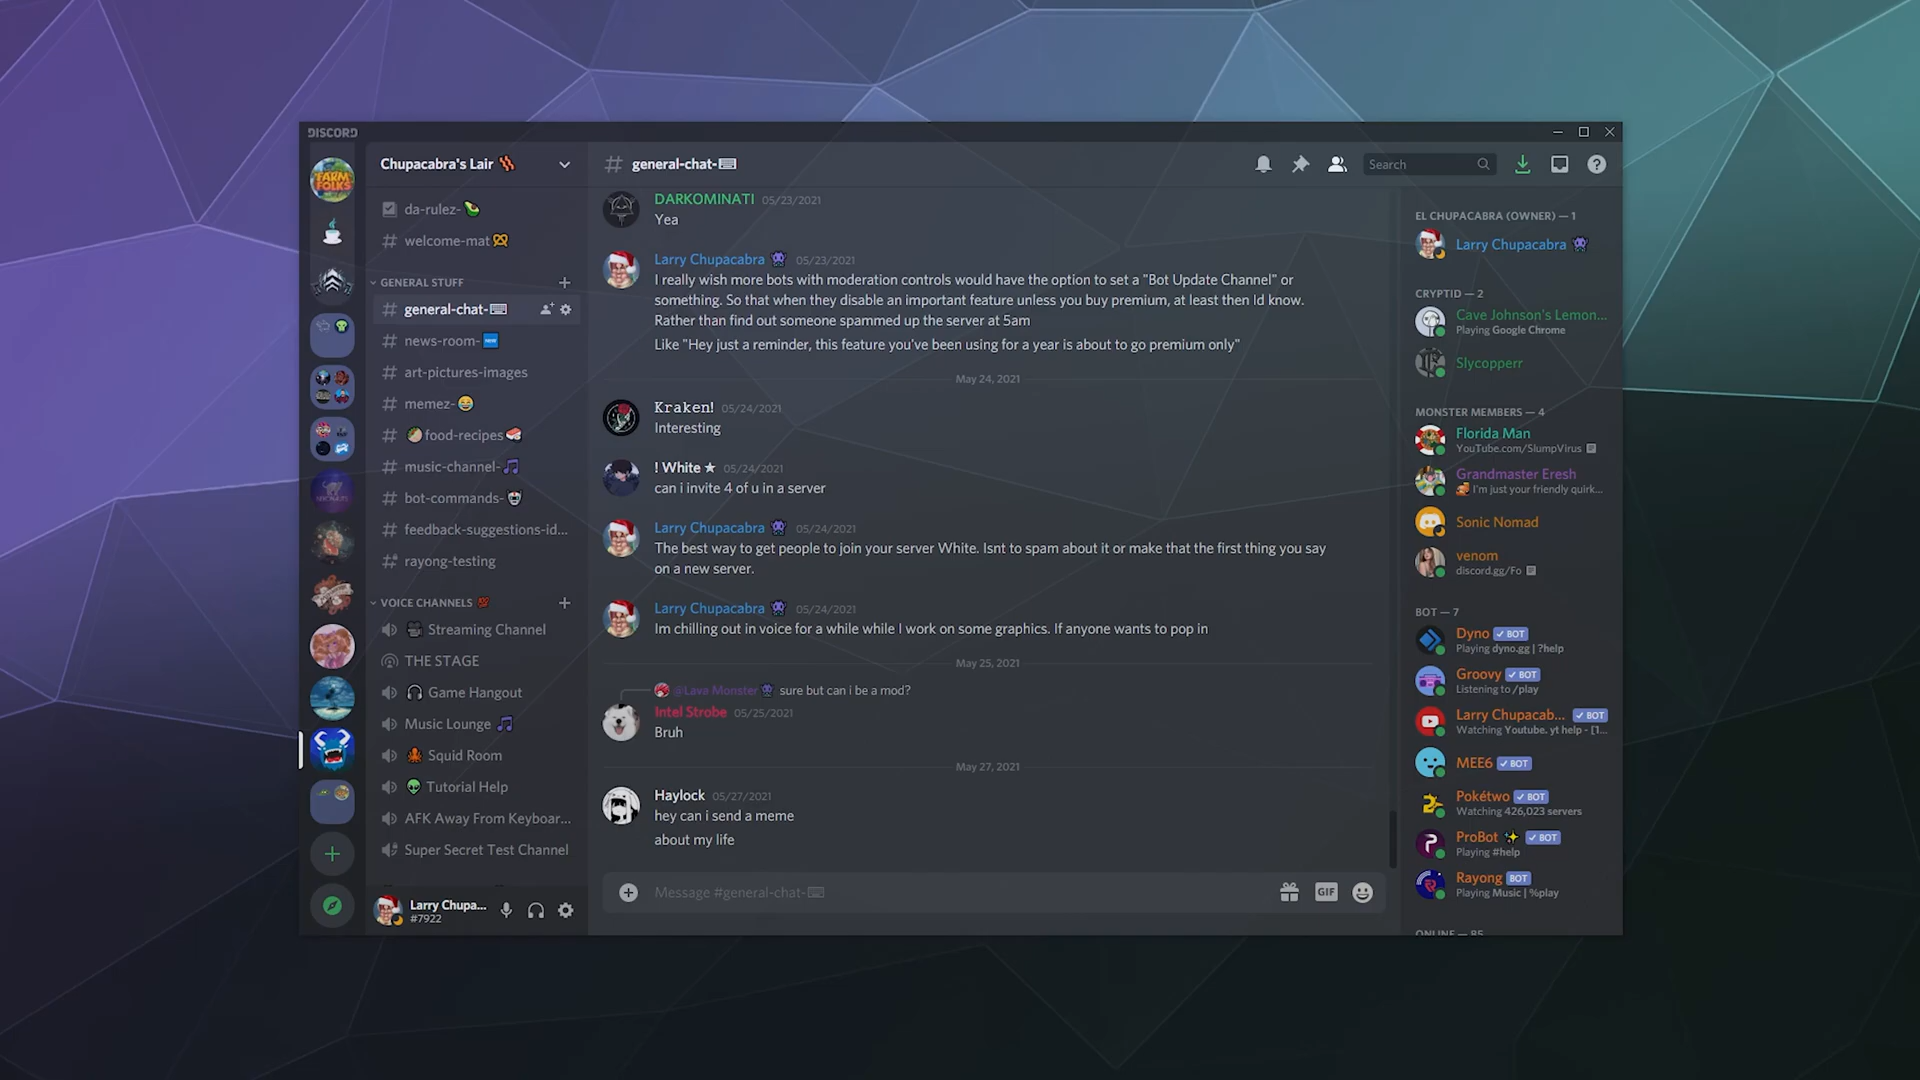 DISCORD
FARM FOLKS
Chupacabra's Lair
da-rulez-
welcome-mat
GENERAL STUFF
general-chat-
news-room-
art-pictures-images
memez-
food-recipes
music-channel-
bot-commands-
feedback-suggestions-id...
rayong-testing
VOICE CHANNELS
Streaming Channel
THE STAGE
Game Hangout
Music Lounge
Squid Room
Tutorial Help
AFK Away From Keyboar...
Super Secret Test Channel
Larry Chupa...
#7922
general-chat-
Search
DARKOMINATI 05/23/2021
Yea
Larry Chupacabra 05/23/2021
I really wish more bots with moderation controls would have the option to set a "Bot Update Channel" or
something. So that when they disable an important feature unless you buy premium, at least then Id know.
Rather than find out someone spammed up the server at 5am
Like "Hey just a reminder, this feature you've been using for a year is about to go premium only"
May 24, 2021
Kraken! 05/24/2021
Interesting
! White ★ 05/24/2021
can i invite 4 of u in a server
Larry Chupacabra 05/24/2021
The best way to get people to join your server White. Isnt to spam about it or make that the first thing you say
on a new server.
Larry Chupacabra 05/24/2021
Im chilling out in voice for a while while I work on some graphics. If anyone wants to pop in
May 25, 2021
@Lava Monster sure but can i be a mod?
Intel Strobe 05/25/2021
Bruh
May 27, 2021
Haylock 05/27/2021
hey can i send a meme
about my life
Message #general-chat-
GIF
EL CHUPACABRA (OWNER) — 1
Larry Chupacabra
CRYPTID — 2
Cave Johnson's Lemon...
Playing Google Chrome
Slycopperr
MONSTER MEMBERS — 4
Florida Man
YouTube.com/SlumpVirus
Grandmaster Eresh
I'm just your friendly quirk...
Sonic Nomad
venom
discord.gg/Fo
BOT — 7
Dyno ✓ BOT
Playing dyno.gg | ?help
Groovy ✓ BOT
Listening to /play
Larry Chupacab... ✓ BOT
Watching Youtube. yt help - [1...
MEE6 ✓ BOT
Pokétwo ✓ BOT
Watching 426,023 servers
ProBot ✨ ✓ BOT
Playing #help
Rayong BOT
Playing Music | %play
ONLINE — 85